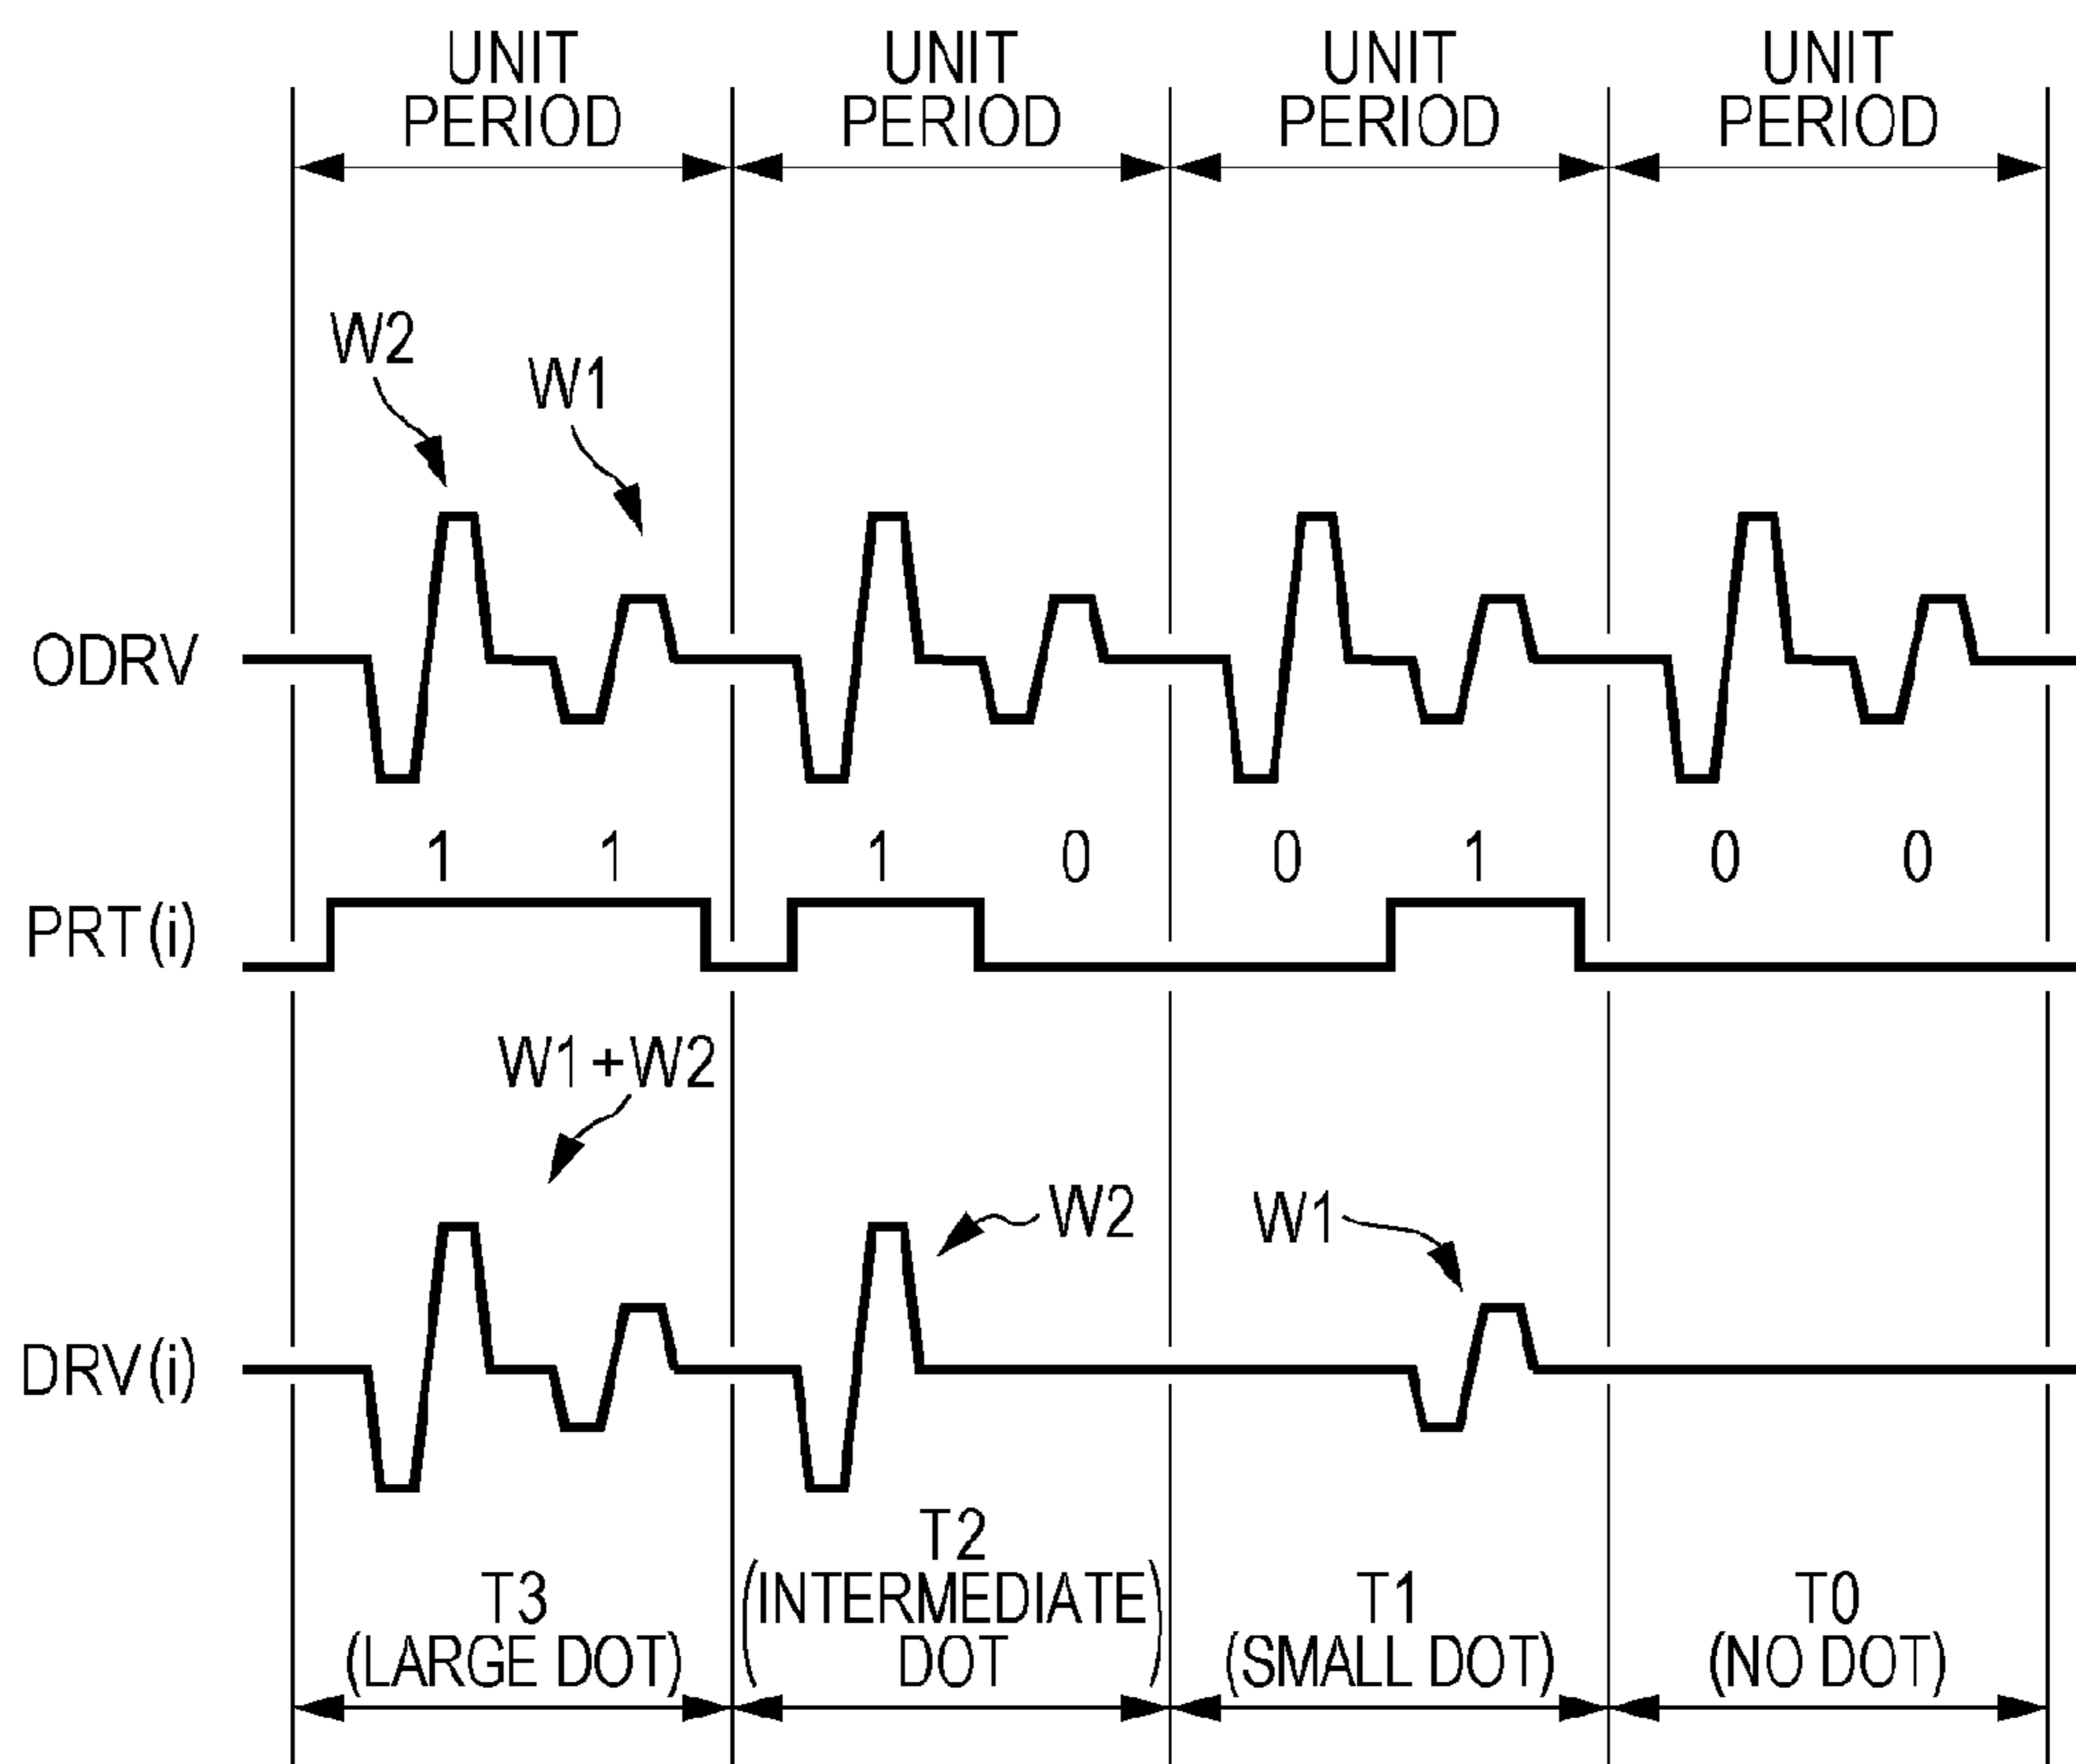 UNIT
PERIOD
UNIT
PERIOD
UNIT
PERIOD
UNIT
PERIOD
W2
W1
ODRV
1 1 1 0 0 1 0 0
PRT(i)
W1+W2
W2
W1
DRV(i)
T3
(LARGE DOT)
T2
(INTERMEDIATE
DOT)
T1
(SMALL DOT)
T0
(NO DOT)